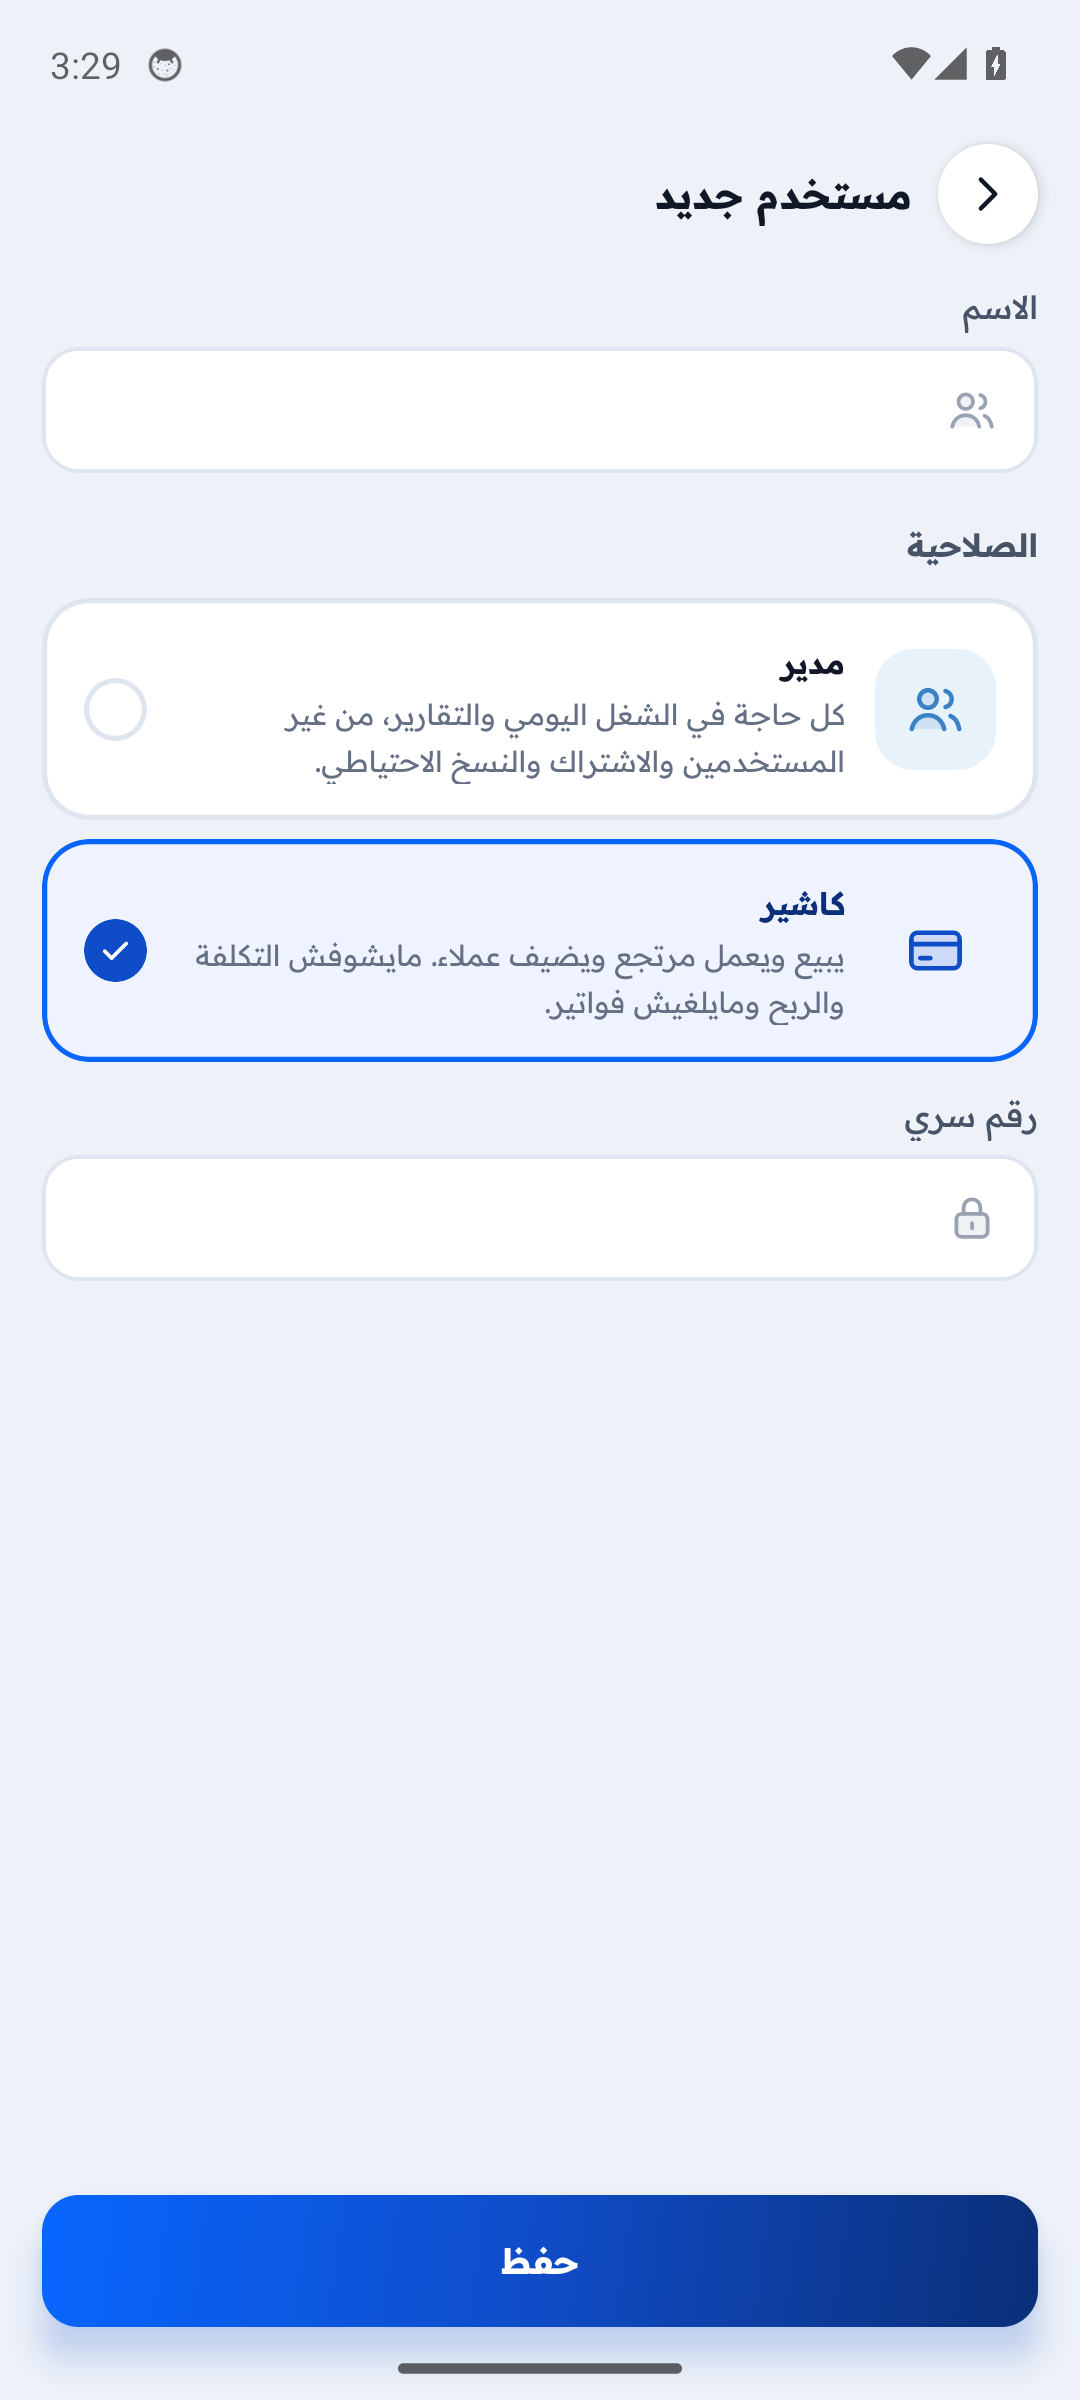 3:29
مستخدم جديد
الاسم
الصلاحية
مدير
كل حاجة في الشغل اليومي والتقارير، من غير
المستخدمين والاشتراك والنسخ الاحتياطي.
كاشير
يبيع ويعمل مرتجع ويضيف عملاء. مايشوفش التكلفة
والربح ومايلغيش فواتير.
رقم سري
حفظ